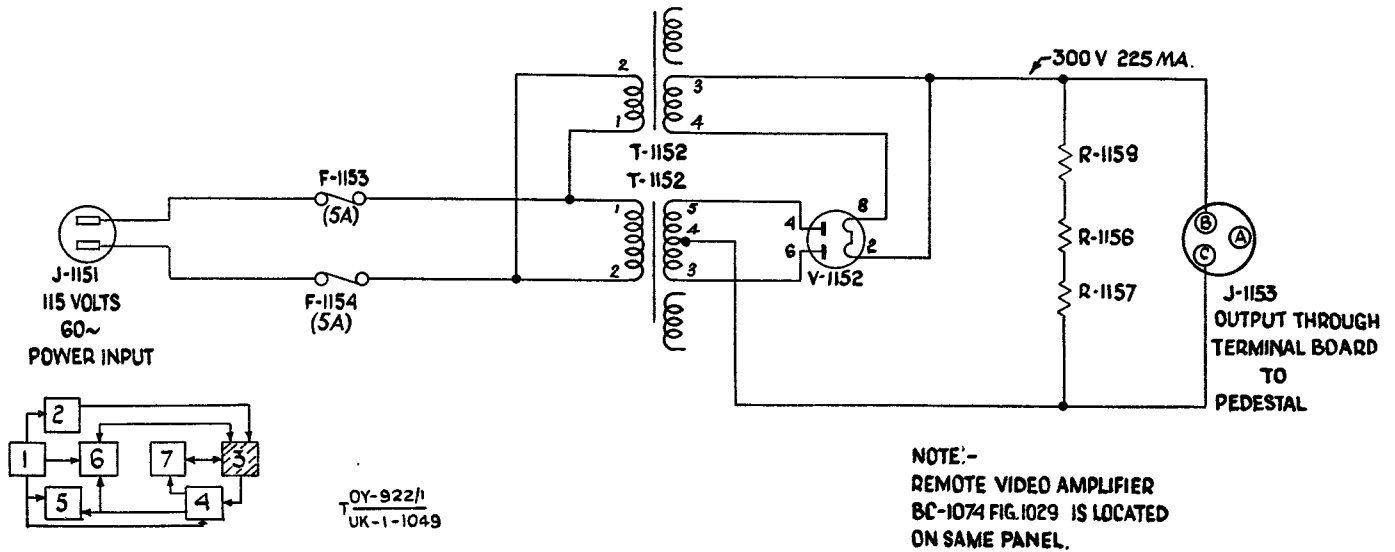 300 V 225 MA.
2
1
3
4
T-1152
T-1152
F-1153
(5A)
1
2
5
4
3
4
6
8
2
V-1152
R-1159
R-1156
R-1157
B
A
C
J-1151
115 VOLTS
60~
POWER INPUT
F-1154
(5A)
J-1153
OUTPUT THROUGH
TERMINAL BOARD
TO
PEDESTAL
2
1
6
7
3
5
4
T OY-922/1
UK-1-1049
NOTE:-
REMOTE VIDEO AMPLIFIER
BC-1074 FIG.1029 IS LOCATED
ON SAME PANEL.